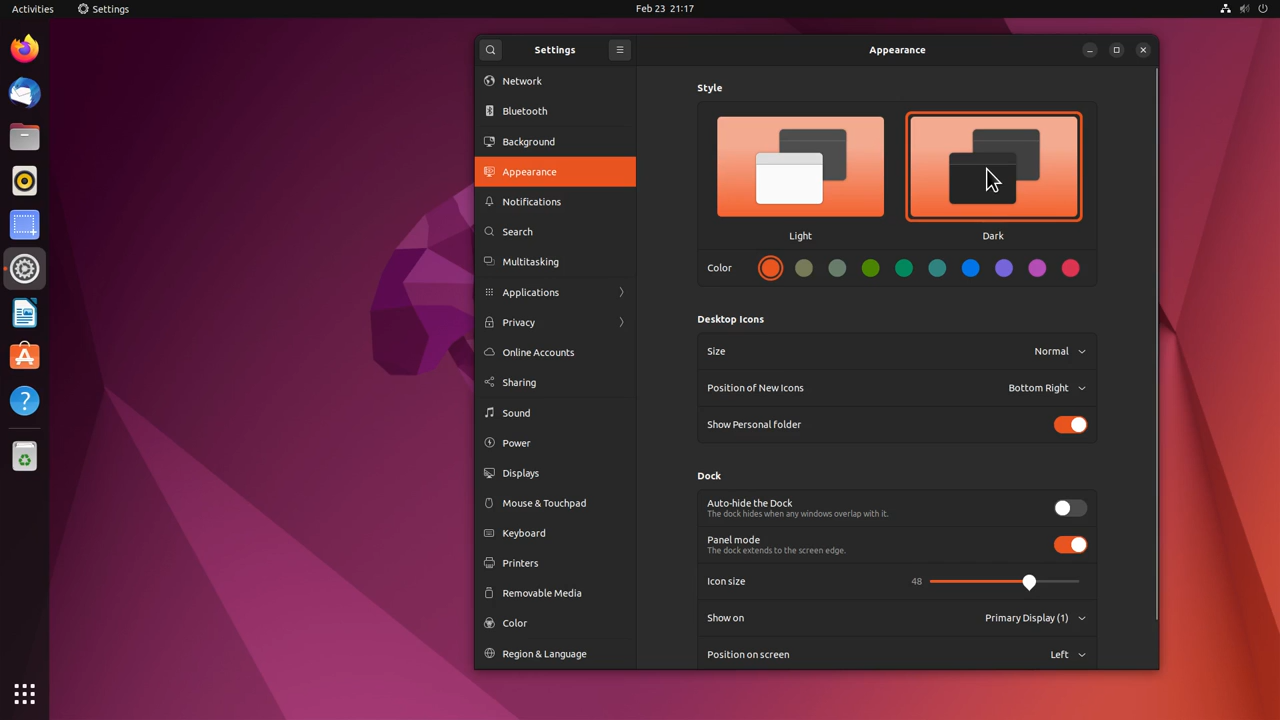 Activities
Settings
Feb 23 21:17
Settings
Appearance
Network
Bluetooth
Background
Appearance
Notifications
Search
Multitasking
Applications
Privacy
Online Accounts
Sharing
Sound
Power
Displays
Mouse & Touchpad
Keyboard
Printers
Removable Media
Color
Region & Language
Style
Light
Dark
Color
Desktop Icons
Size
Normal
Position of New Icons
Bottom Right
Show Personal folder
Dock
Auto-hide the Dock
The dock hides when any windows overlap with it.
Panel mode
The dock extends to the screen edge.
Icon size
48
Show on
Primary Display (1)
Position on screen
Left